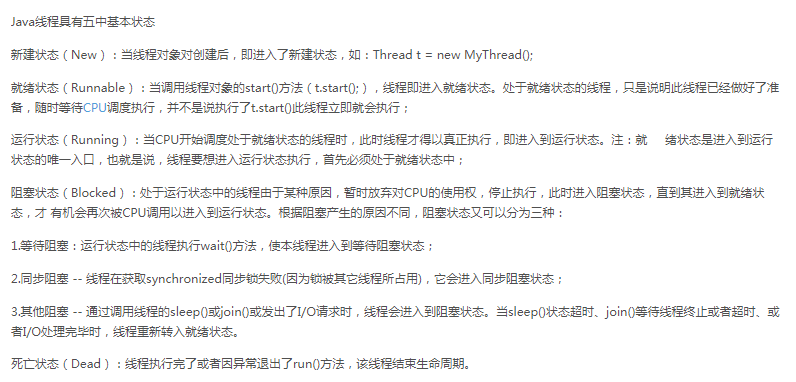 Java线程具有五中基本状态
新建状态（New）：当线程对象对创建后，即进入了新建状态，如：Thread t = new MyThread();
就绪状态（Runnable）：当调用线程对象的start()方法（t.start();），线程即进入就绪状态。处于就绪状态的线程，只是说明此线程已经做好了准
备，随时等待CPU调度执行，并不是说执行了t.start()此线程立即就会执行；
运行状态（Running）：当CPU开始调度处于就绪状态的线程时，此时线程才得以真正执行，即进入到运行状态。注：就 绪状态是进入到运行
状态的唯一入口，也就是说，线程要想进入运行状态执行，首先必须处于就绪状态中；
阻塞状态（Blocked）：处于运行状态中的线程由于某种原因，暂时放弃对CPU的使用权，停止执行，此时进入阻塞状态，直到其进入到就绪状
态，才 有机会再次被CPU调用以进入到运行状态。根据阻塞产生的原因不同，阻塞状态又可以分为三种：
1.等待阻塞：运行状态中的线程执行wait()方法，使本线程进入到等待阻塞状态；
2.同步阻塞 -- 线程在获取synchronized同步锁失败(因为锁被其它线程所占用)，它会进入同步阻塞状态；
3.其他阻塞 -- 通过调用线程的sleep()或join()或发出了I/O请求时，线程会进入到阻塞状态。当sleep()状态超时、join()等待线程终止或者超时、或
者I/O处理完毕时，线程重新转入就绪状态。
死亡状态（Dead）：线程执行完了或者因异常退出了run()方法，该线程结束生命周期。